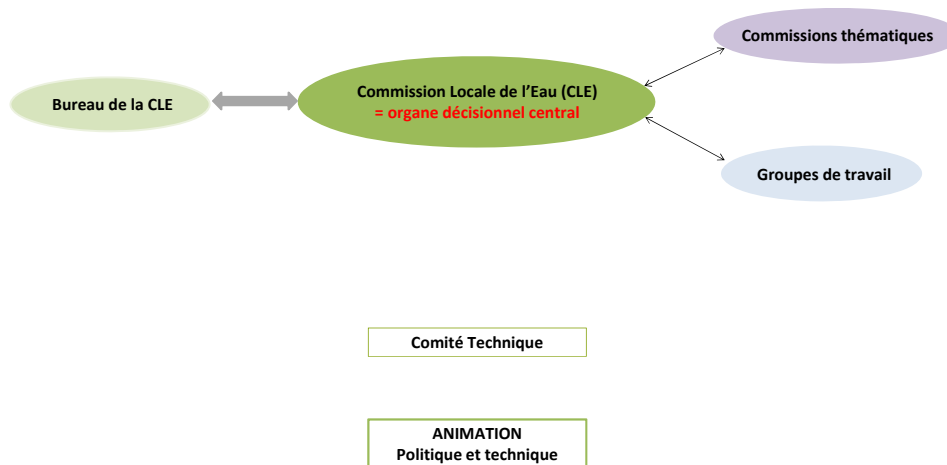 Commissions thématiques
Bureau de la CLE
Commission Locale de l’Eau (CLE)
= organe décisionnel central
Groupes de travail
Comité Technique
ANIMATION
Politique et technique